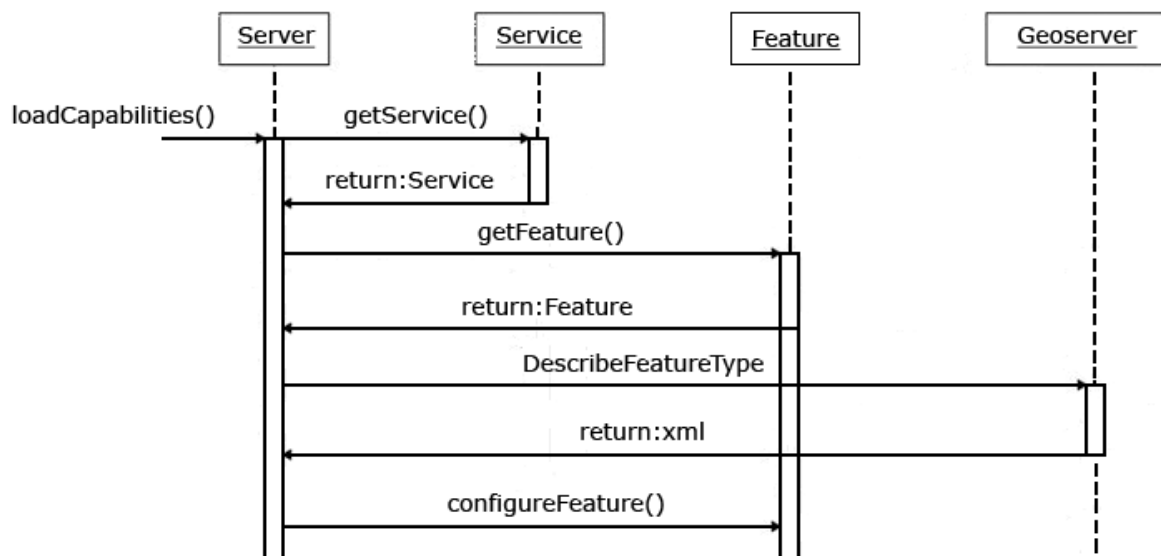 Server
Service
Feature
Geoserver
loadCapabilities()
getService()
return:Service
getFeature()
return:Feature
DescribeFeatureType
return:xml
configureFeature()